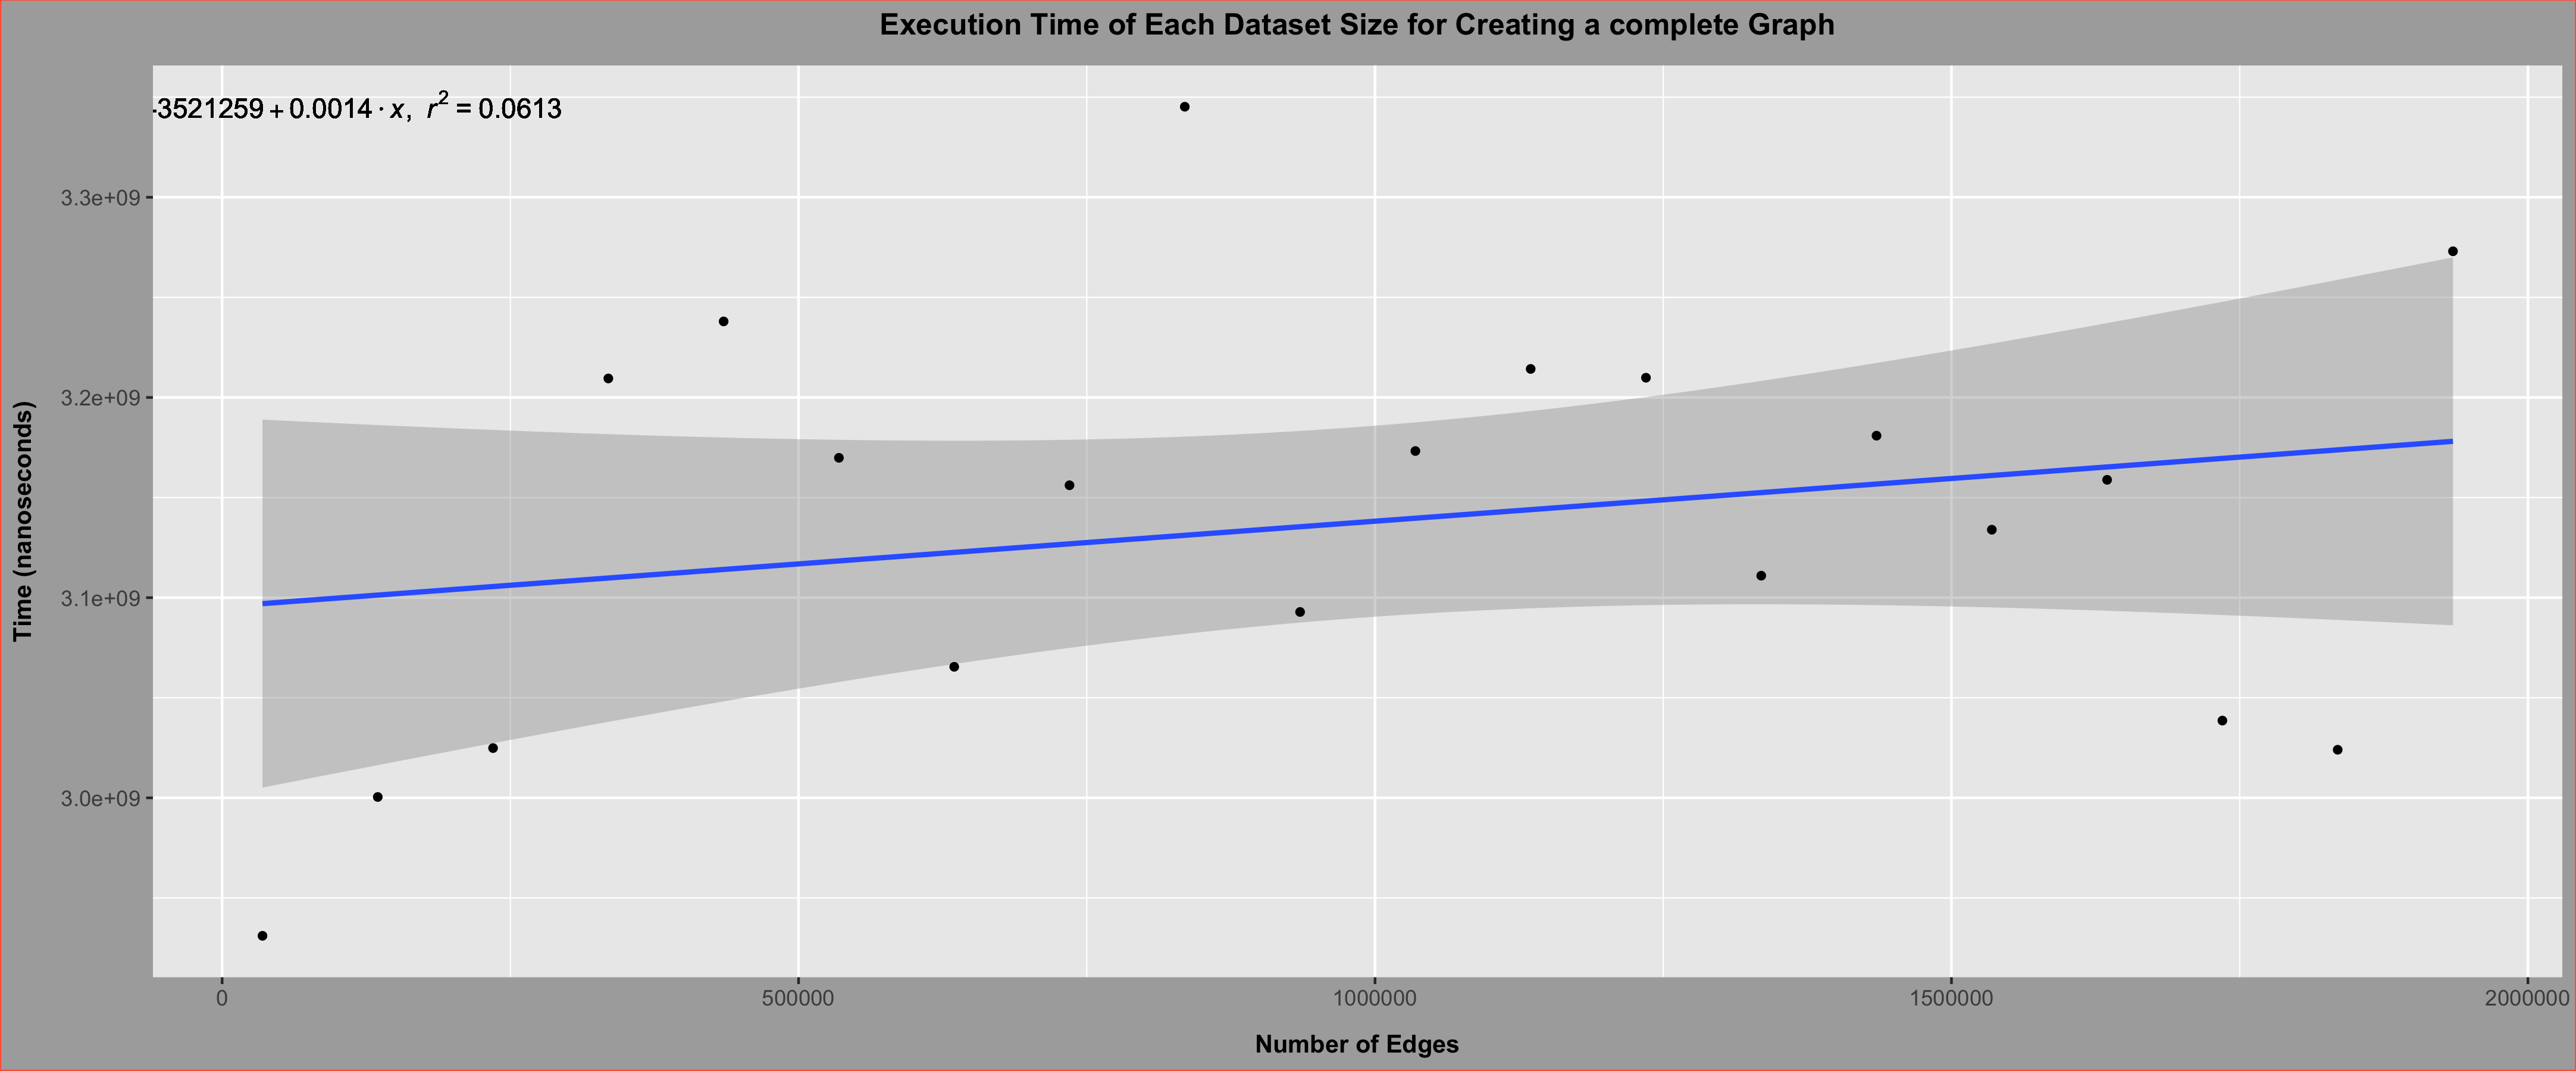 Execution Time of Each Dataset Size for Creating a complete Graph
-3521259 + 0.0014 · x, r² = 0.0613
3.3e+09
3.2e+09
3.1e+09
3.0e+09
Time (nanoseconds)
0 500000 1000000 1500000 2000000
Number of Edges